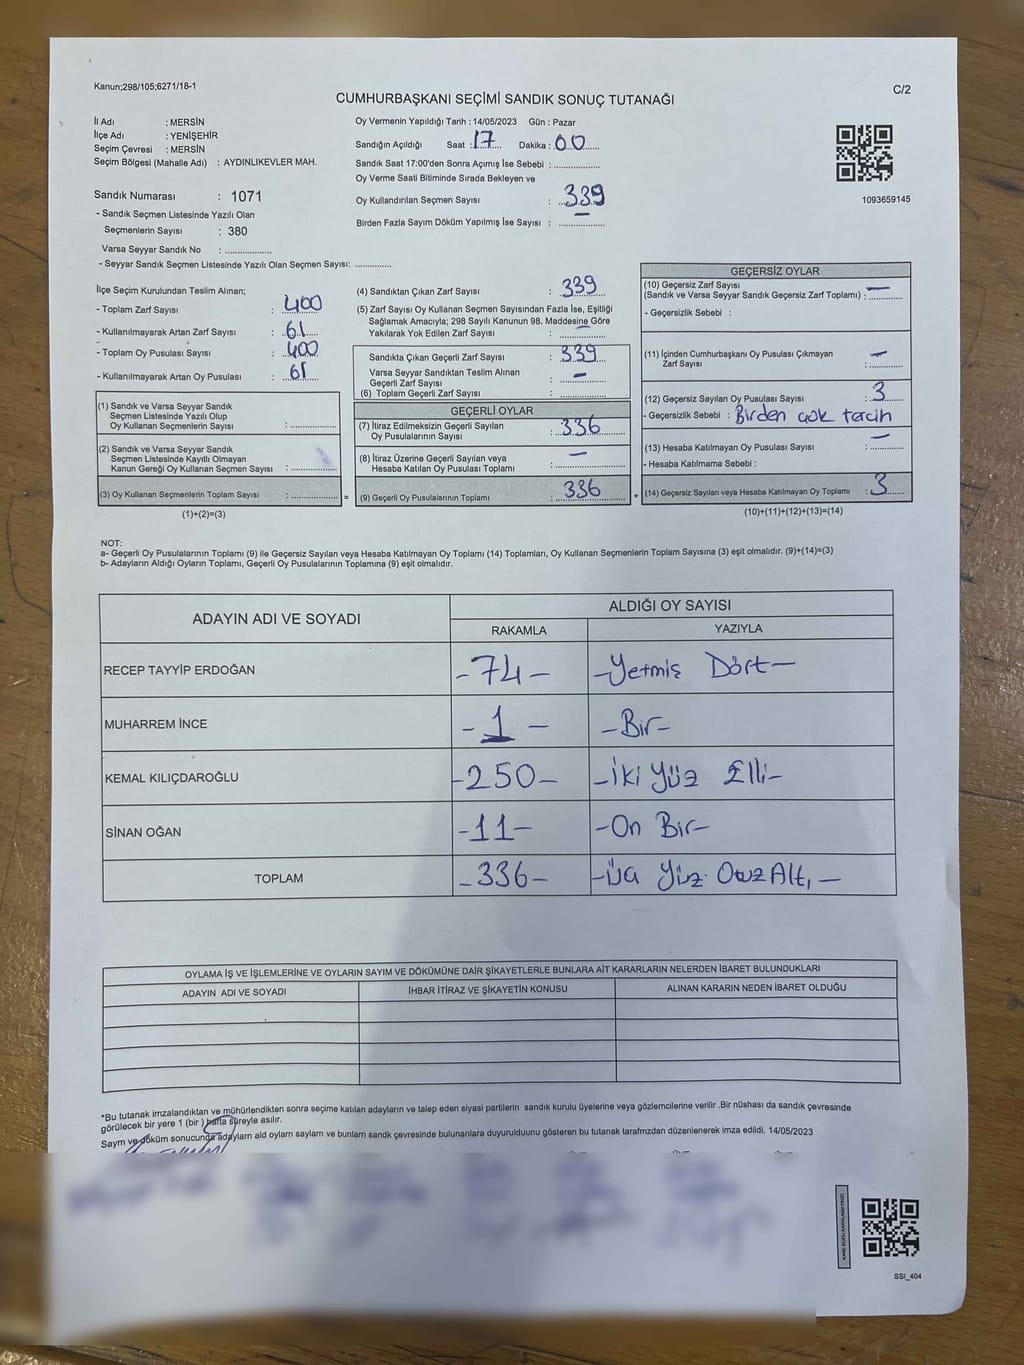 Kanun;298/105;6271/18-1
C/2
CUMHURBAŞKANI SEÇİMİ SANDIK SONUÇ TUTANAĞI
İl Adı : MERSİN
İlçe Adı : YENİŞEHİR
Seçim Çevresi : MERSİN
Seçim Bölgesi (Mahalle Adı) : AYDINLIKEVLER MAH.
Sandık Numarası : 1071
- Sandık Seçmen Listesinde Yazılı Olan
Seçmenlerin Sayısı : 380
Varsa Seyyar Sandık No : ..............
- Seyyar Sandık Seçmen Listesinde Yazılı Olan Seçmen Sayısı: ............
Oy Vermenin Yapıldığı Tarih : 14/05/2023 Gün : Pazar
Sandığın Açıldığı Saat : 17 Dakika : 00
Sandık Saat 17:00'den Sonra Açımış İse Sebebi : ..............
Oy Verme Saati Bitiminde Sırada Bekleyen ve
Oy Kullandırılan Seçmen Sayısı : 339
Birden Fazla Sayım Döküm Yapılmış İse Sayısı : ..............
1093659145
İlçe Seçim Kurulundan Teslim Alınan;
- Toplam Zarf Sayısı : 400
- Kullanılmayarak Artan Zarf Sayısı : 61
- Toplam Oy Pusulası Sayısı : 400
- Kullanılmayarak Artan Oy Pusulası : 61
(1) Sandık ve Varsa Seyyar Sandık
Seçmen Listesinde Yazılı Olup
Oy Kullanan Seçmenlerin Sayısı : ..............
(2) Sandık ve Varsa Seyyar Sandık
Seçmen Listesinde Kayıtlı Olmayan
Kanun Gereği Oy Kullanan Seçmen Sayısı : ..............
(3) Oy Kullanan Seçmenlerin Toplam Sayısı : .............. =
(1)+(2)=(3)
(4) Sandıktan Çıkan Zarf Sayısı : 339
(5) Zarf Sayısı Oy Kullanan Seçmen Sayısından Fazla İse, Eşitliği
Sağlamak Amacıyla; 298 Sayılı Kanunun 98. Maddesine Göre
Yakılarak Yok Edilen Zarf Sayısı : —
Sandıkta Çıkan Geçerli Zarf Sayısı : 339
Varsa Seyyar Sandıktan Teslim Alınan
Geçerli Zarf Sayısı : —
(6) Toplam Geçerli Zarf Sayısı : ..............
GEÇERLİ OYLAR
(7) İtiraz Edilmeksizin Geçerli Sayılan
Oy Pusulalarının Sayısı : 336
(8) İtiraz Üzerine Geçerli Sayılan veya
Hesaba Katılan Oy Pusulası Toplamı : —
(9) Geçerli Oy Pusulalarının Toplamı : 336 +
GEÇERSİZ OYLAR
(10) Geçersiz Zarf Sayısı
(Sandık ve Varsa Seyyar Sandık Geçersiz Zarf Toplamı) : —
- Geçersizlik Sebebi :
(11) İçinden Cumhurbaşkanı Oy Pusulası Çıkmayan
Zarf Sayısı : —
(12) Geçersiz Sayılan Oy Pusulası Sayısı : 3
- Geçersizlik Sebebi : Birden çok tercih
(13) Hesaba Katılmayan Oy Pusulası Sayısı : —
- Hesaba Katılmama Sebebi :
(14) Geçersiz Sayılan veya Hesaba Katılmayan Oy Toplamı : 3
(10)+(11)+(12)+(13)=(14)
NOT:
a- Geçerli Oy Pusulalarının Toplamı (9) ile Geçersiz Sayılan veya Hesaba Katılmayan Oy Toplamı (14) Toplamları, Oy Kullanan Seçmenlerin Toplam Sayısına (3) eşit olmalıdır. (9)+(14)=(3)
b- Adayların Aldığı Oyların Toplamı, Geçerli Oy Pusulalarının Toplamına (9) eşit olmalıdır.
ADAYIN ADI VE SOYADI ALDIĞI OY SAYISI
RAKAMLA YAZIYLA
RECEP TAYYİP ERDOĞAN -74- -Yetmiş Dört-
MUHARREM İNCE -1- -Bir-
KEMAL KILIÇDAROĞLU -250- -İki Yüz Elli-
SİNAN OĞAN -11- -On Bir-
TOPLAM -336- -Üç Yüz Otuz Altı-
OYLAMA İŞ VE İŞLEMLERİNE VE OYLARIN SAYIM VE DÖKÜMÜNE DAİR ŞİKAYETLERLE BUNLARA AİT KARARLARIN NELERDEN İBARET BULUNDUKLARI
ADAYIN ADI VE SOYADI İHBAR İTİRAZ VE ŞİKAYETİN KONUSU ALINAN KARARIN NEDEN İBARET OLDUĞU
*Bu tutanak imzalandıktan ve mühürlendikten sonra seçime katılan adayların ve talep eden siyasi partilerin sandık kurulu üyelerine veya gözlemcilerine verilir .Bir nüshası da sandık çevresinde
görülecek bir yere 1 (bir ) hafta süreyle asılır.
Sayım ve döküm sonucunda adayların ald oyların sayılam ve bunlam sandk çevresinde bulunanlara duyurulduunu gösteren bu tutanak tarafmzdan düzenlenerek imza edildi. 14/05/2023
SSI_404